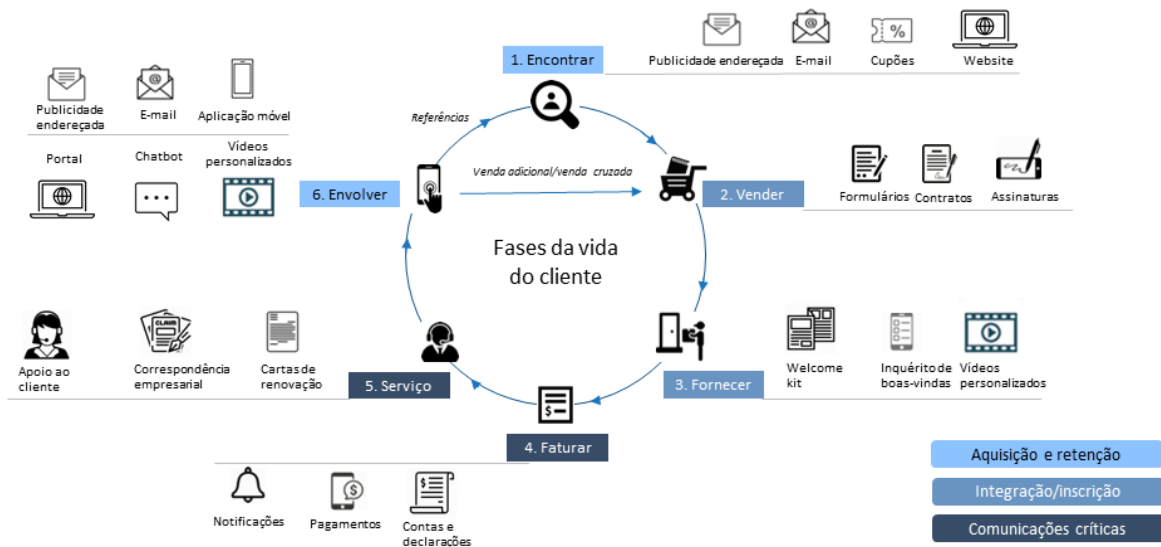 1. Encontrar
Publicidade endereçada
E-mail
Cupões
Website
Publicidade
endereçada
E-mail
Aplicação móvel
Portal
Chatbot
Vídeos
personalizados
6. Envolver
Referências
Venda adicional/venda cruzada
2. Vender
Formulários
Contratos
Assinaturas
Fases da vida
do cliente
Apoio ao
cliente
CLAIM
Correspondência
empresarial
Cartas de
renovação
5. Serviço
3. Fornecer
Welcome
kit
Inquérito de
boas-vindas
Vídeos
personalizados
4. Faturar
Notificações
Pagamentos
Contas e
declarações
Aquisição e retenção
Integração/inscrição
Comunicações críticas